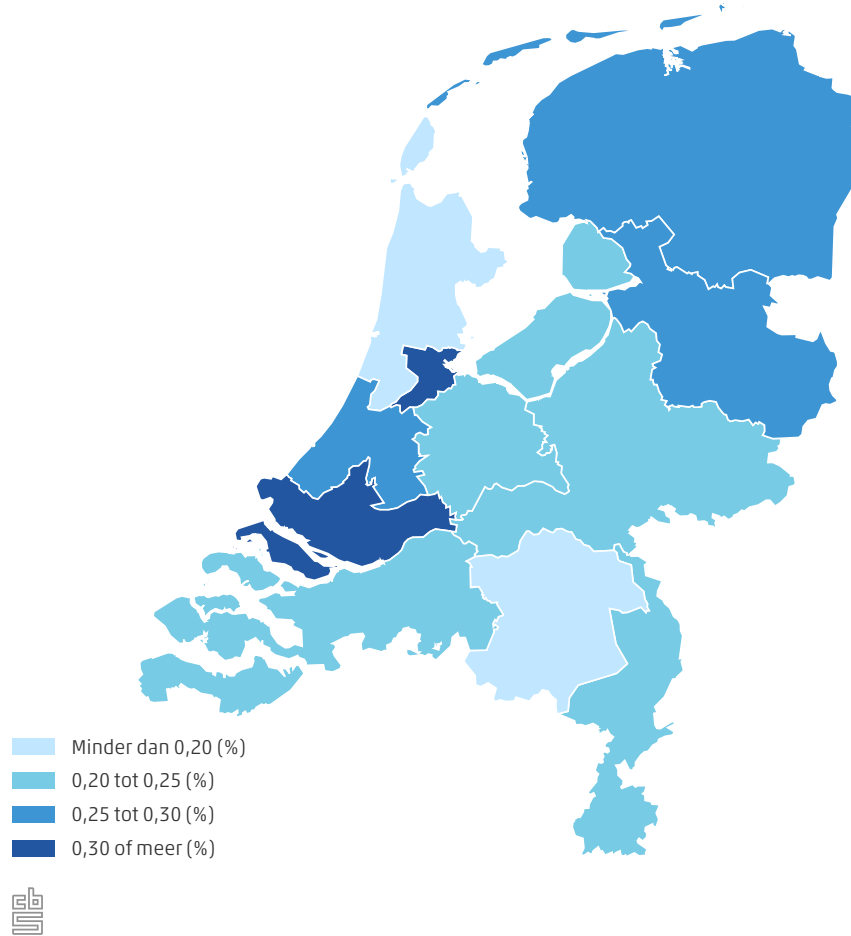 Minder dan 0,20 (%)
0,20 tot 0,25 (%)
0,25 tot 0,30 (%)
0,30 of meer (%)
cbs